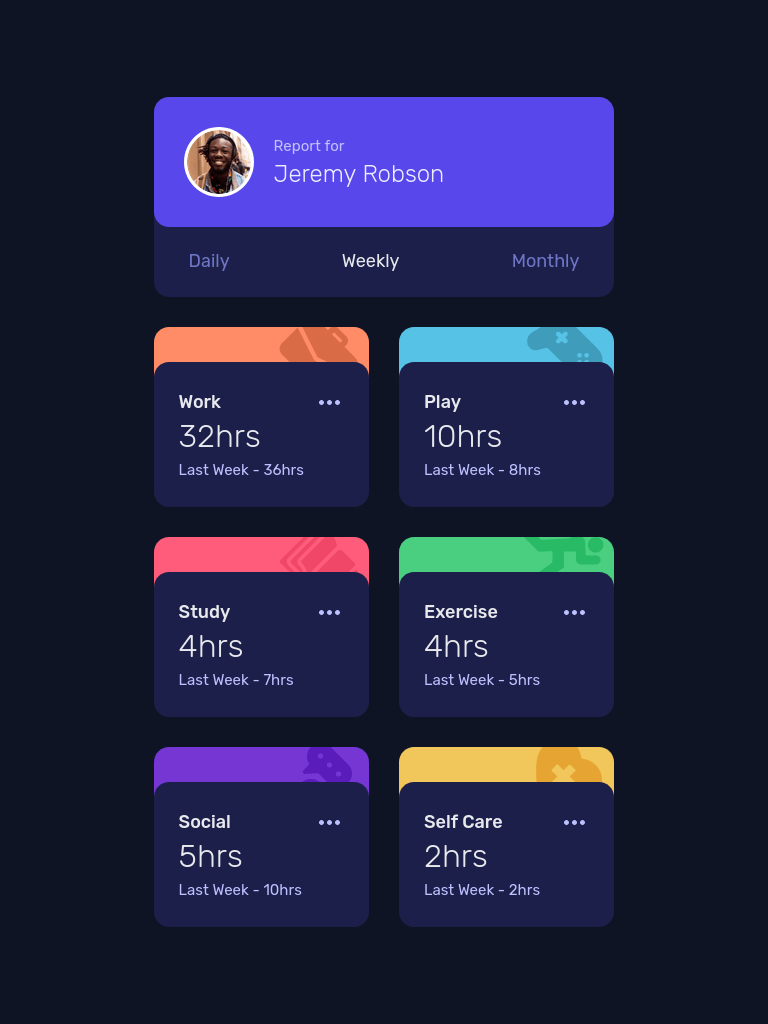 Report for
Jeremy Robson
Daily Weekly Monthly
Work
32hrs
Last Week - 36hrs
Play
10hrs
Last Week - 8hrs
Study
4hrs
Last Week - 7hrs
Exercise
4hrs
Last Week - 5hrs
Social
5hrs
Last Week - 10hrs
Self Care
2hrs
Last Week - 2hrs